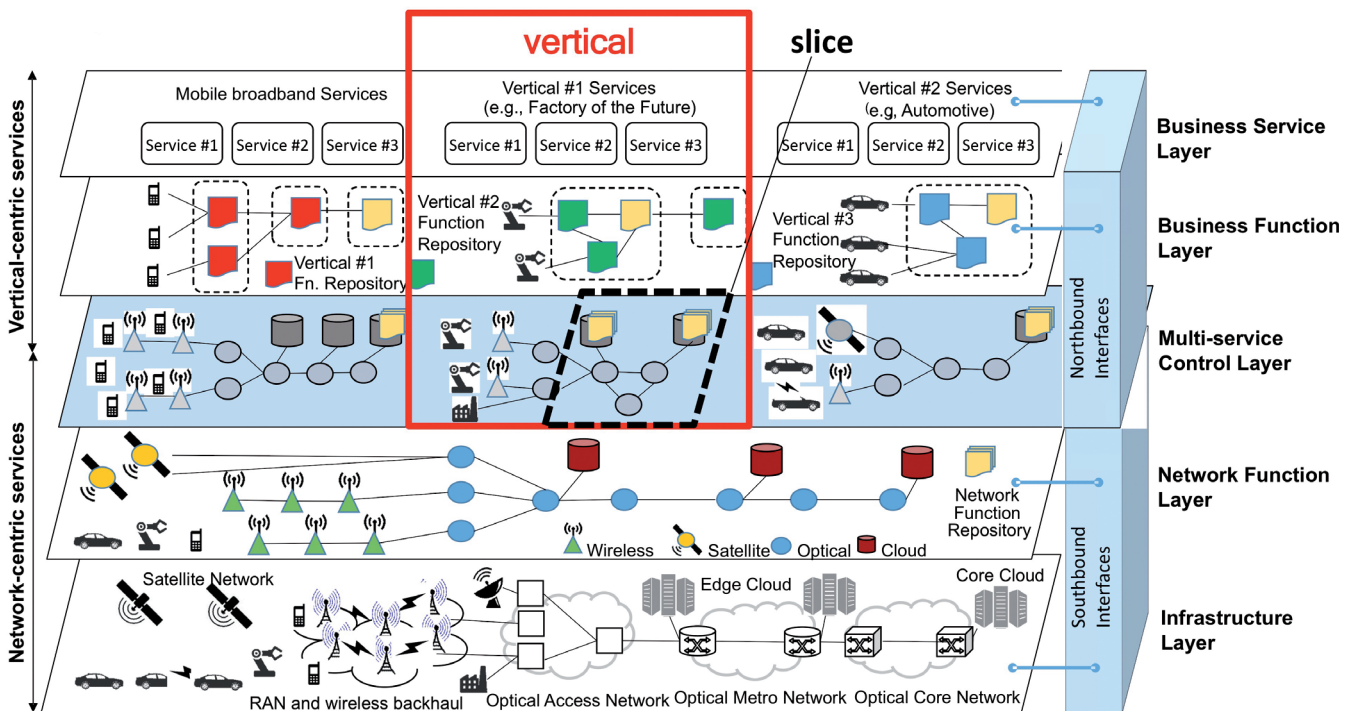 vertical
slice
Vertical-centric services
Network-centric services
Mobile broadband Services
Service #1
Service #2
Service #3
Vertical #1 Services
(e.g., Factory of the Future)
Service #1
Service #2
Service #3
Vertical #2 Services
(e.g, Automotive)
Service #1
Service #2
Service #3
Business Service
Layer
Vertical #1
Fn. Repository
Vertical #2
Function
Repository
Vertical #3
Function
Repository
Business Function
Layer
Northbound
Interfaces
Multi-service
Control Layer
Network
Function
Repository
Wireless
Satellite
Optical
Cloud
Network Function
Layer
Southbound
Interfaces
Satellite Network
RAN and wireless backhaul
Optical Access Network
Edge Cloud
Optical Metro Network
Core Cloud
Optical Core Network
Infrastructure
Layer